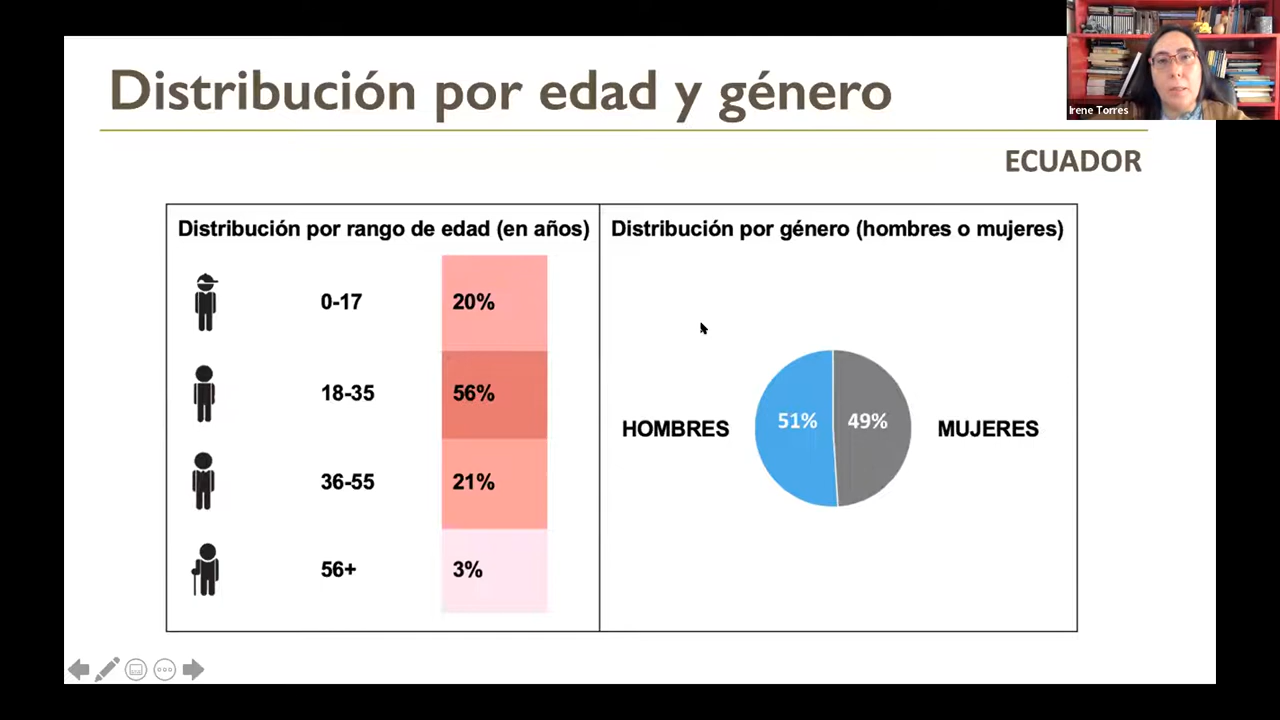 Distribución por edad y género
Irene Torres
ECUADOR
Distribución por rango de edad (en años)
0-17 20%
18-35 56%
36-55 21%
56+ 3%
Distribución por género (hombres o mujeres)
HOMBRES 51% 49% MUJERES